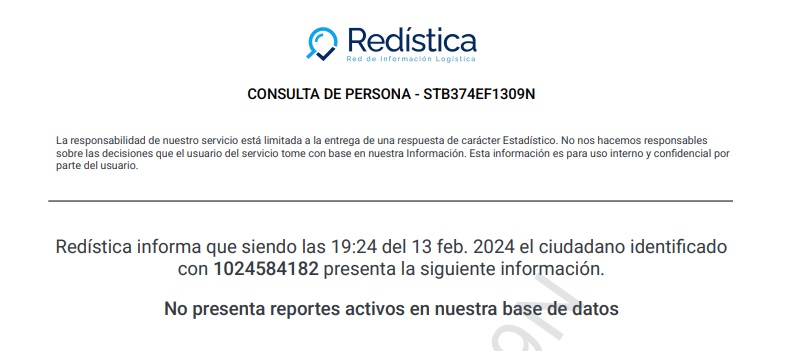 Redística
Red de Información Logística
CONSULTA DE PERSONA - STB374EF1309N
La responsabilidad de nuestro servicio está limitada a la entrega de una respuesta de carácter Estadístico. No nos hacemos responsables
sobre las decisiones que el usuario del servicio tome con base en nuestra Información. Esta información es para uso interno y confidencial por
parte del usuario.
Redística informa que siendo las 19:24 del 13 feb. 2024 el ciudadano identificado
con 1024584182 presenta la siguiente información.
No presenta reportes activos en nuestra base de datos
9N